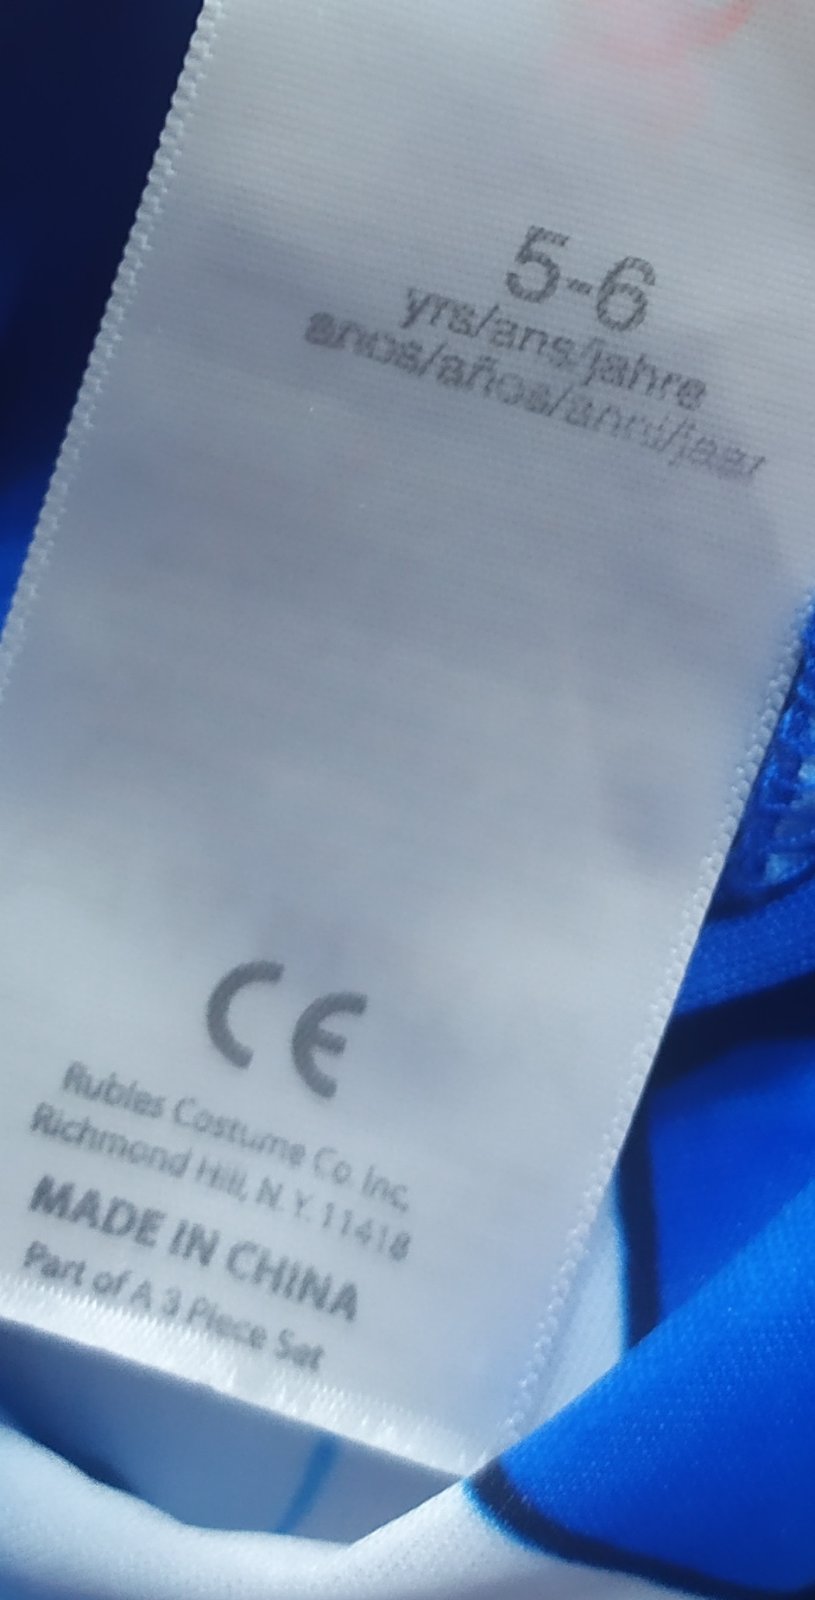 5-6
yrs/ans/jahre
anos/años/anni/jaar
CE
Rubies Costume Co. Inc.
Richmond Hill, N.Y. 11418
MADE IN CHINA
Part of A 3 Piece Set